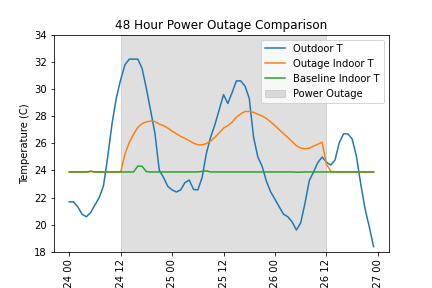 48 Hour Power Outage Comparison
Temperature (C)
34
32
30
28
26
24
22
20
18
Outdoor T
Outage Indoor T
Baseline Indoor T
Power Outage
24 00
24 12
25 00
25 12
26 00
26 12
27 00